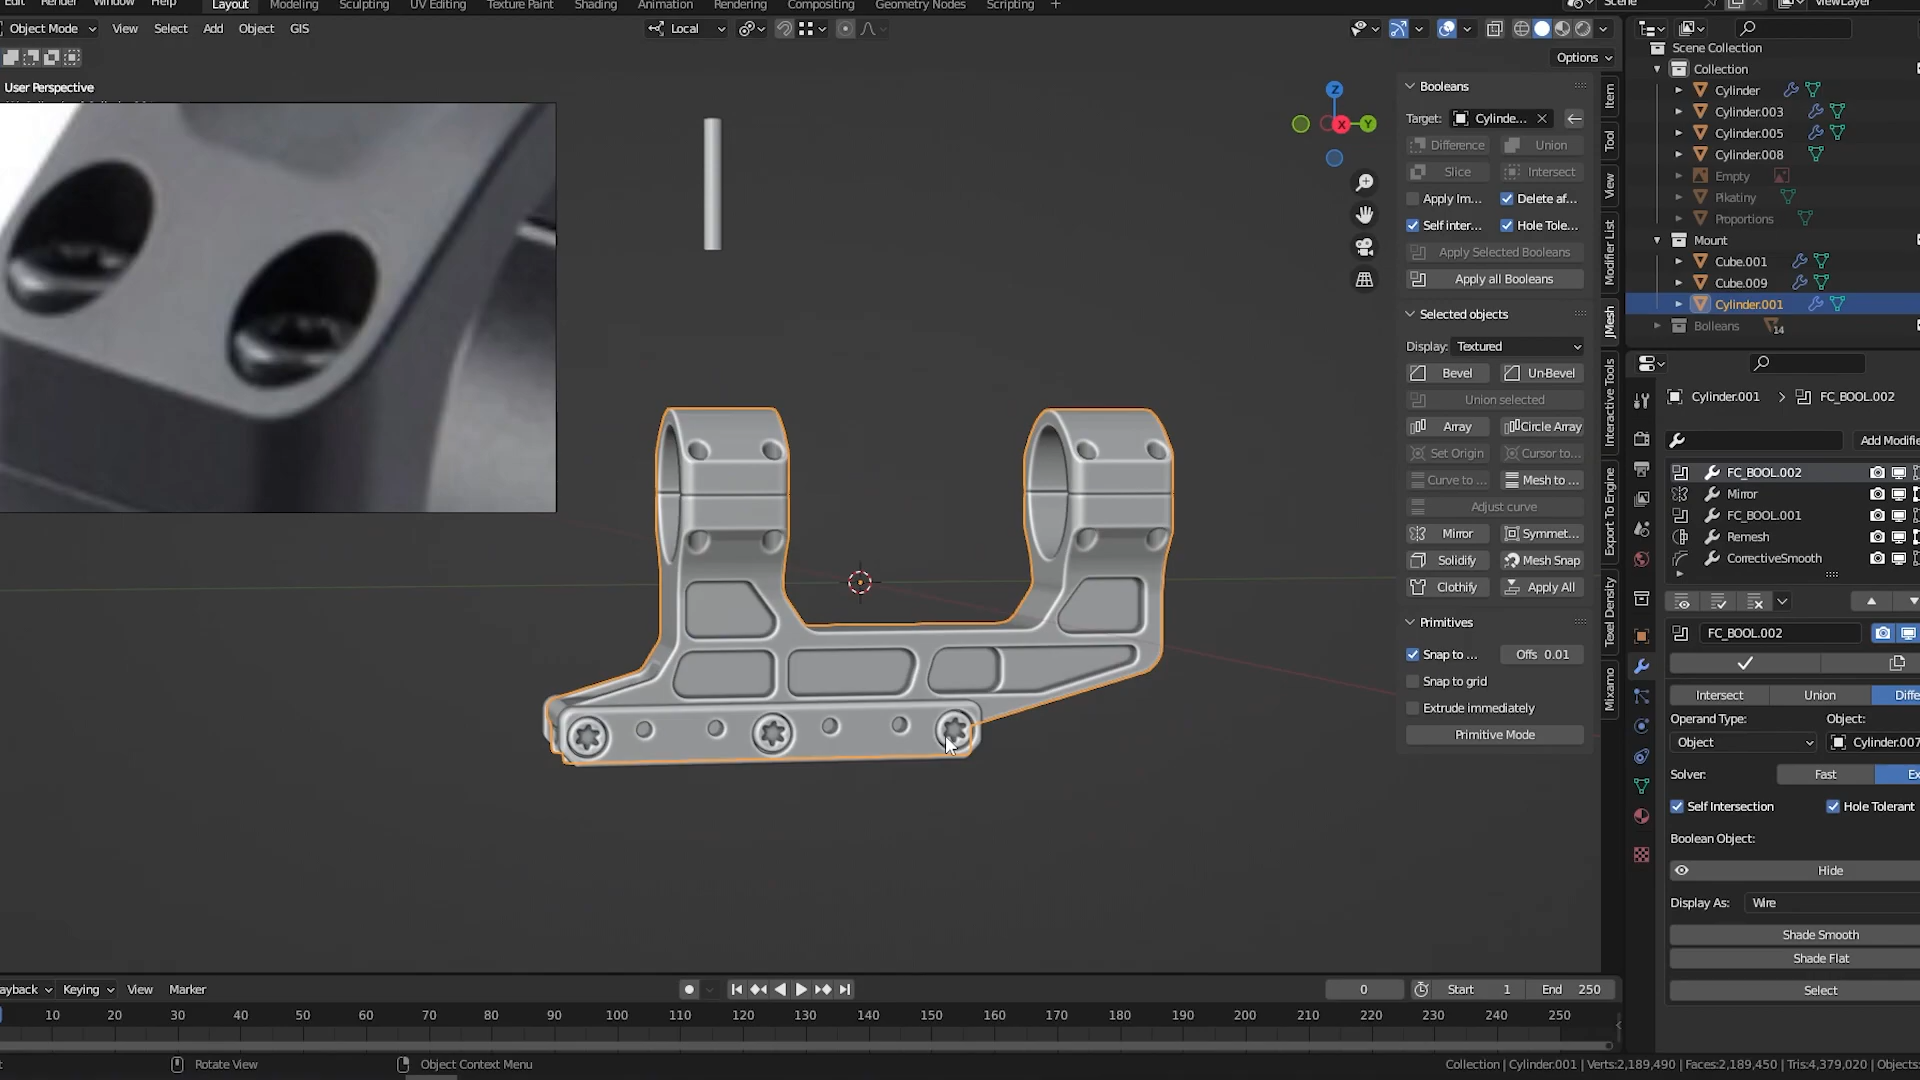 Edit Render Window Help Layout Modeling Sculpting UV Editing Texture Paint Shading Animation Rendering Compositing Geometry Nodes Scripting + Scene ViewLayer
Object Mode View Select Add Object GIS Local
Options
User Perspective
Booleans
Target: Cylinde...
Difference Union
Slice Intersect
Apply Im... Delete af...
Self inter... Hole Tole...
Apply Selected Booleans
Apply all Booleans
Selected objects
Display: Textured
Bevel Un-Bevel
Union selected
Array Circle Array
Set Origin Cursor to...
Curve to ... Mesh to ...
Adjust curve
Mirror Symmet...
Solidify Mesh Snap
Clothify Apply All
Primitives
Snap to ... Offs 0.01
Snap to grid
Extrude immediately
Primitive Mode
Z
X
Y
Item
Tool
View
Modifier List
JMesh
Interactive Tools
Export To Engine
Texel Density
Mixamo
Scene Collection
Collection
Cylinder
Cylinder.003
Cylinder.005
Cylinder.008
Empty
Pikatiny
Proportions
Mount
Cube.001
Cube.009
Cylinder.001
Bolleans 14
Cylinder.001 > FC_BOOL.002
Add Modifie
FC_BOOL.002
Mirror
FC_BOOL.001
Remesh
CorrectiveSmooth
FC_BOOL.002
Intersect Union Diffe
Operand Type: Object:
Object Cylinder.007
Solver: Fast Ex
Self Intersection Hole Tolerant
Boolean Object:
Hide
Display As: Wire
Shade Smooth
Shade Flat
Select
ayback Keying View Marker 0 Start 1 End 250
10 20 30 40 50 60 70 80 90 100 110 120 130 140 150 160 170 180 190 200 210 220 230 240 250
Rotate View Object Context Menu Collection | Cylinder.001 | Verts:2,189,490 | Faces:2,189,450 | Tris:4,379,020 | Objects